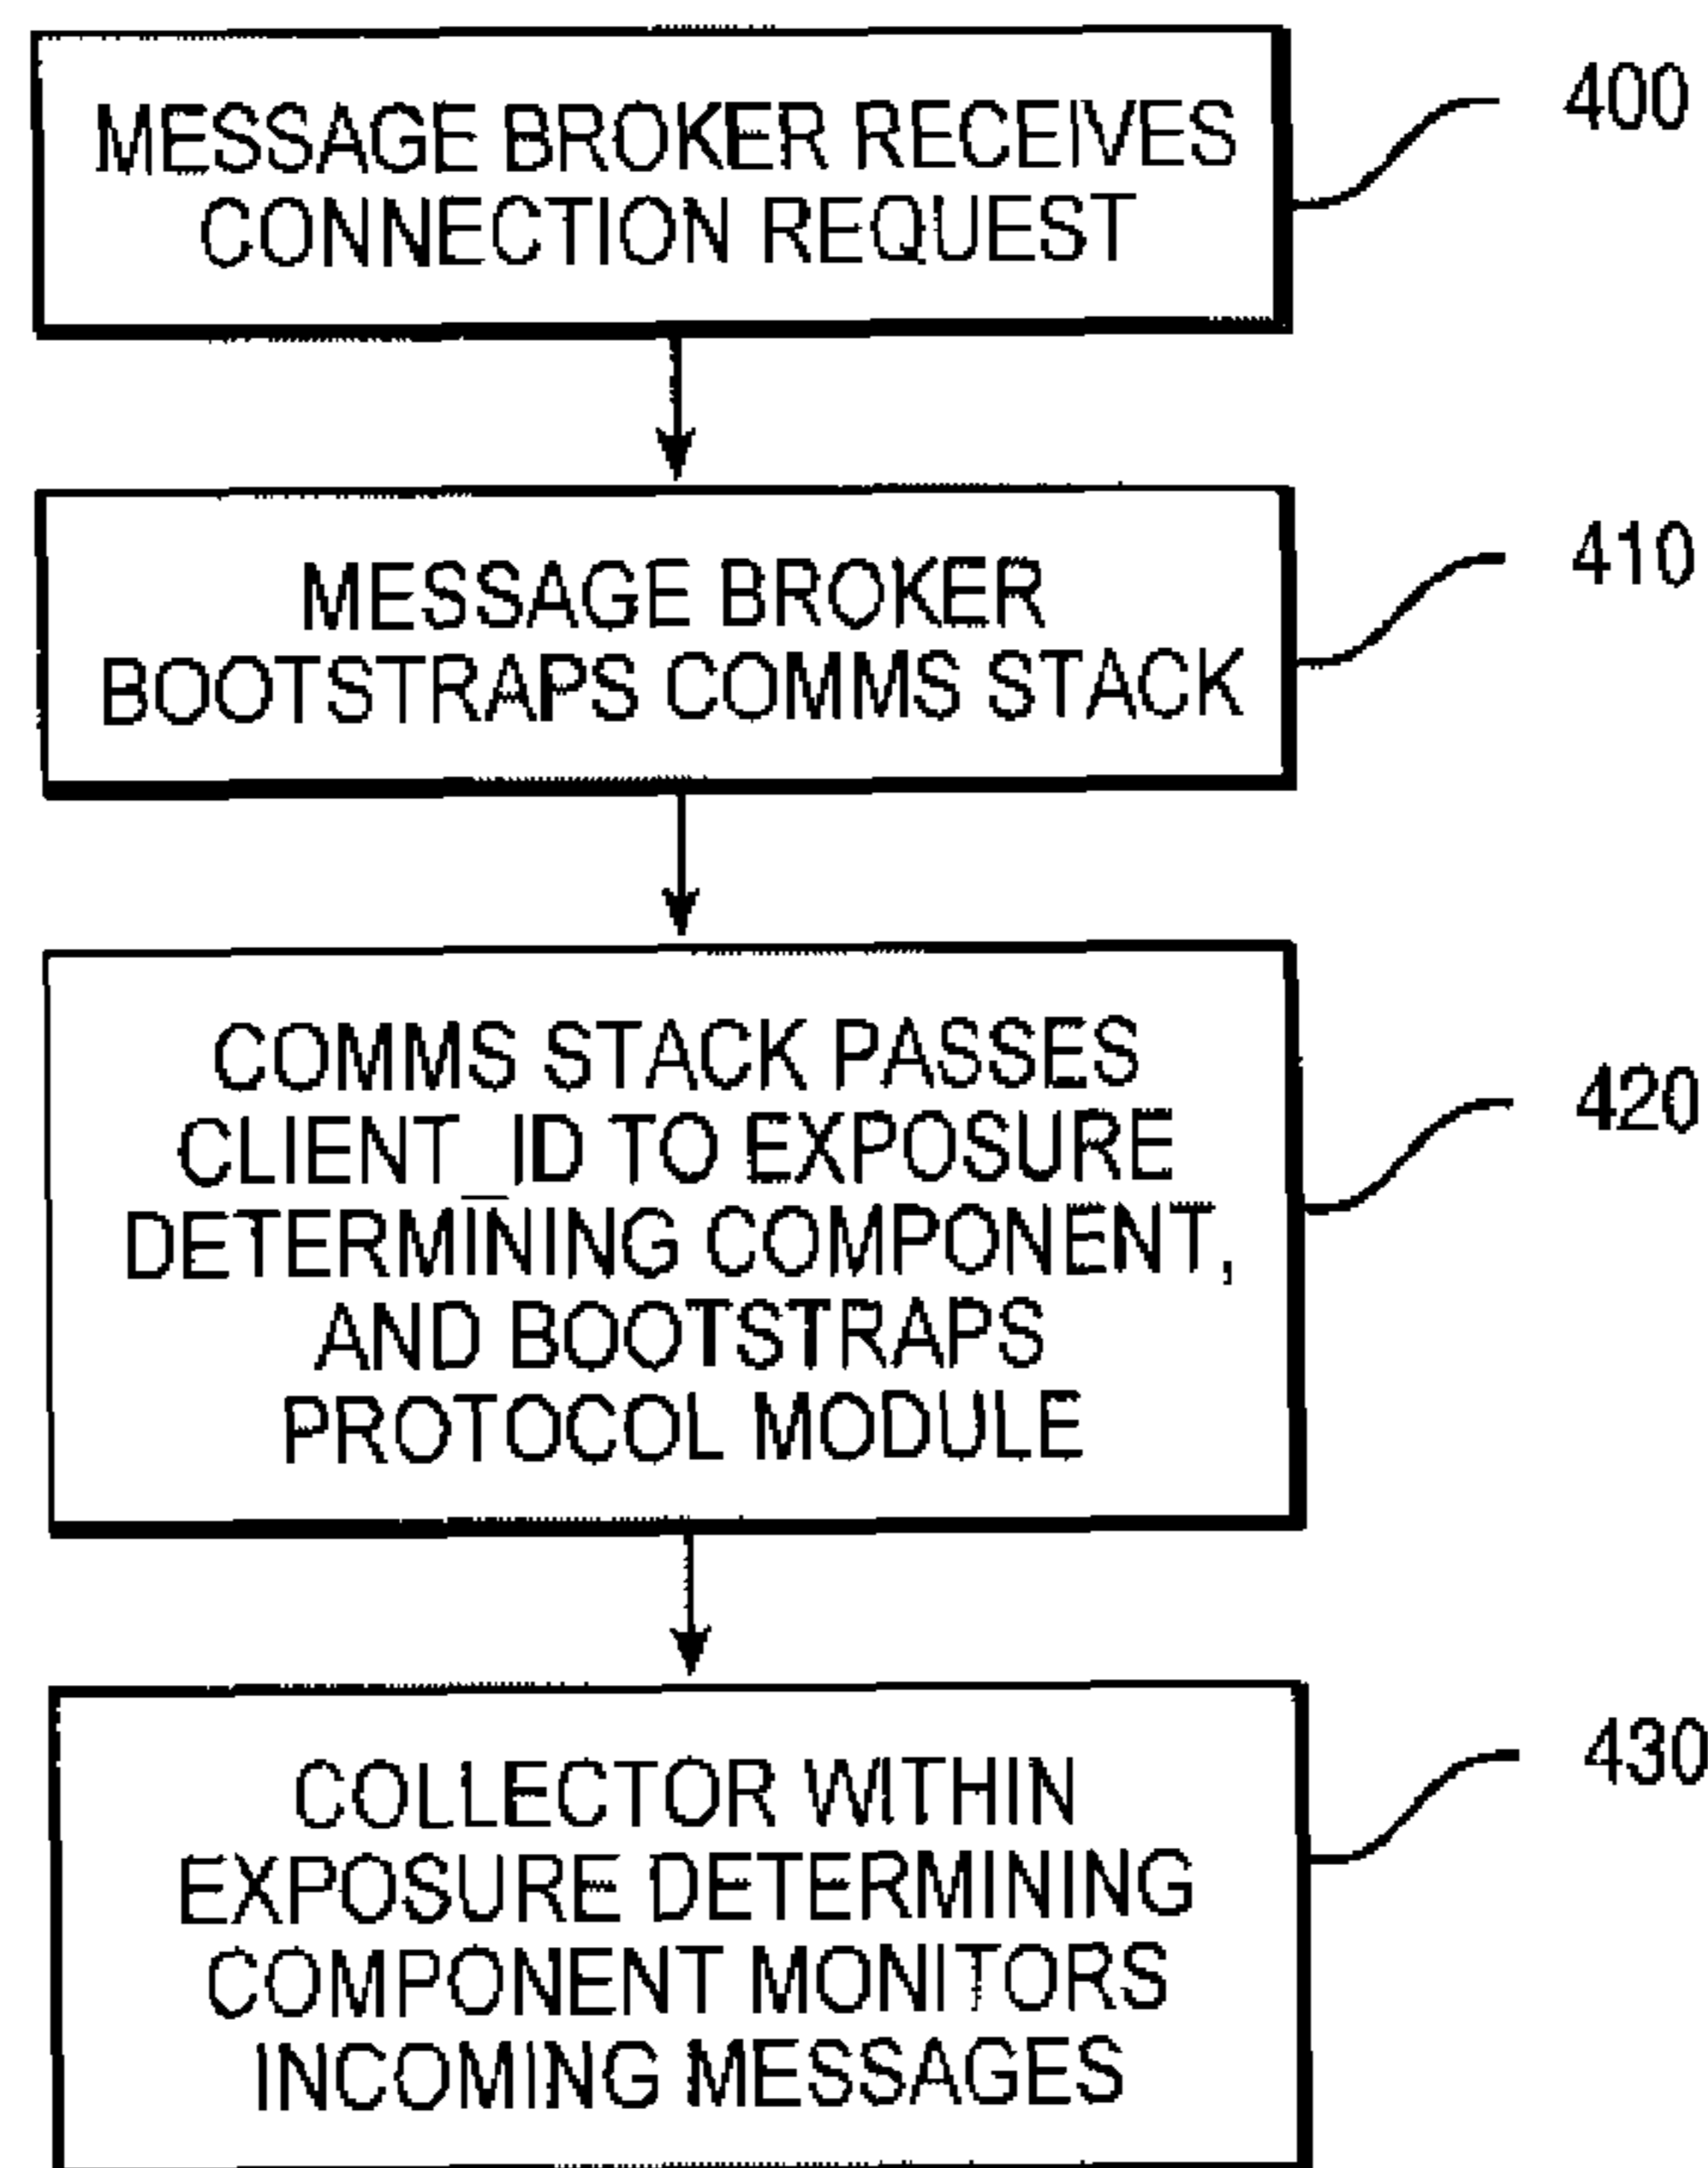 MESSAGE BROKER RECEIVES
CONNECTION REQUEST
400
MESSAGE BROKER
BOOTSTRAPS COMMS STACK
410
COMMS STACK PASSES
CLIENT_ID TO EXPOSURE
DETERMINING COMPONENT,
AND BOOTSTRAPS
PROTOCOL MODULE
420
COLLECTOR WITHIN
EXPOSURE DETERMINING
COMPONENT MONITORS
INCOMING MESSAGES
430